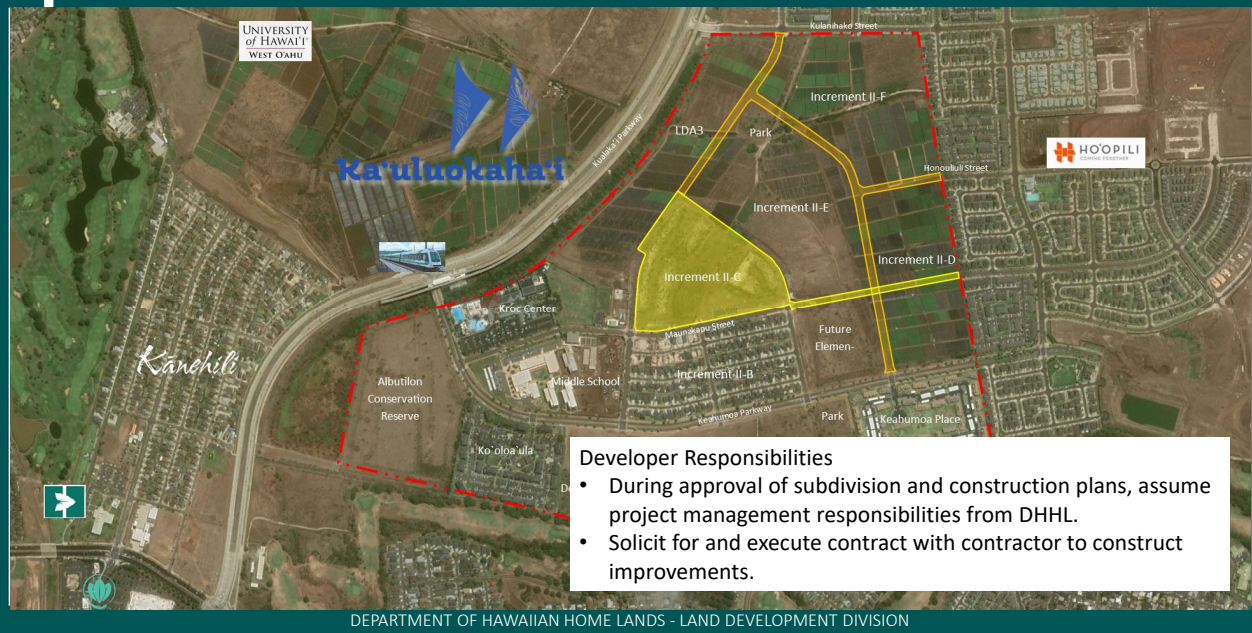 UNIVERSITY
of HAWAI'I®
WEST O'AHU
Kulanihako Street
Increment II-F
LDA3
Park
Kualaka'i Parkway
HO'OPILI
COMING TOGETHER
Ka'uluokaha'i
Honouliuli Street
Increment II-E
Increment II-D
Increment II-C
Kroc Center
Maunakapu Street
Future
Elemen-
Kānehili
Middle School
Increment II-B
Albutilon
Conservation
Reserve
Keahumoa Parkway
Park
Keahumoa Place
Ko`oloa`ula
Developer Responsibilities
• During approval of subdivision and construction plans, assume
project management responsibilities from DHHL.
• Solicit for and execute contract with contractor to construct
improvements.
DEPARTMENT OF HAWAIIAN HOME LANDS - LAND DEVELOPMENT DIVISION